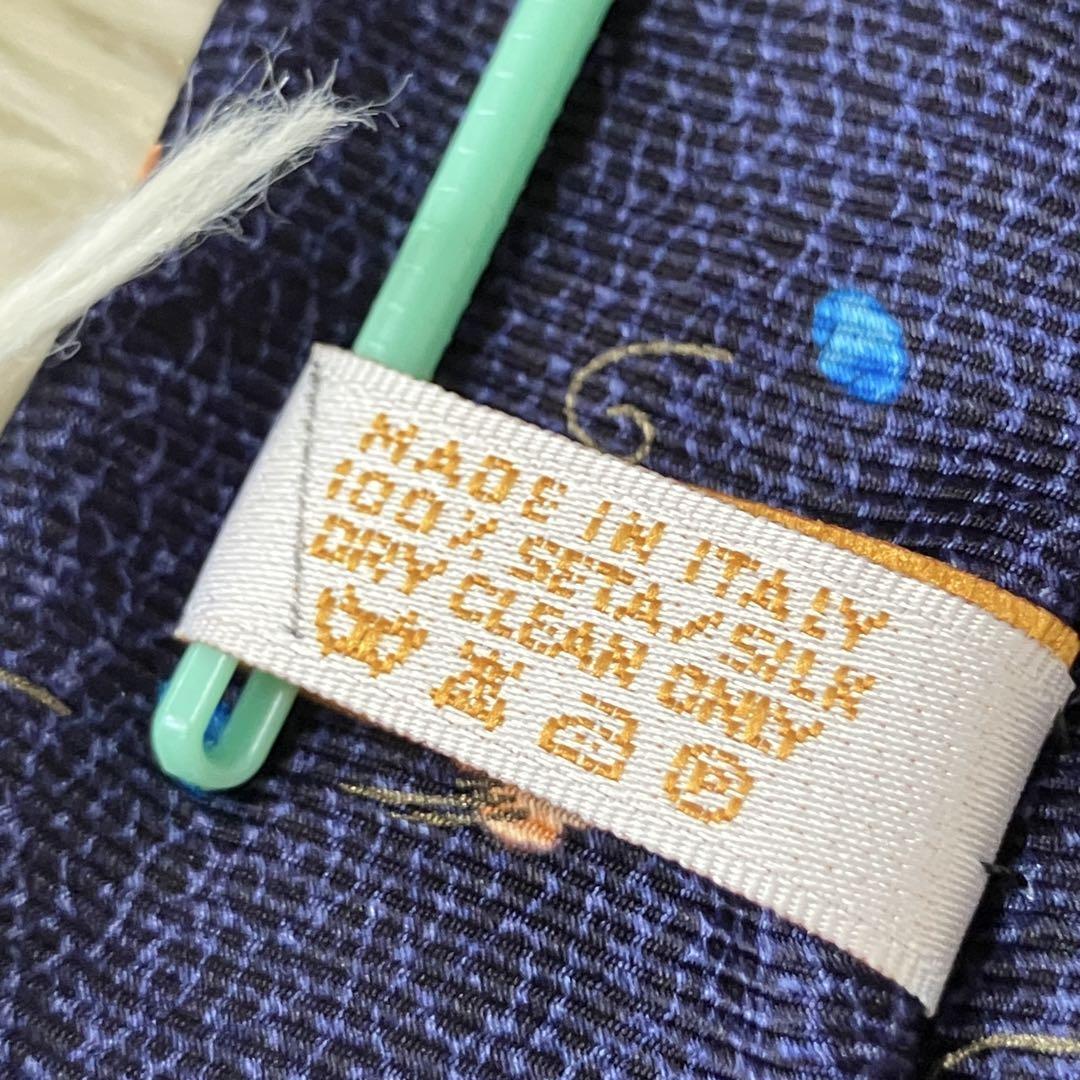 MADE IN ITALY
100% SETA/SILK
DRY CLEAN ONLY
P